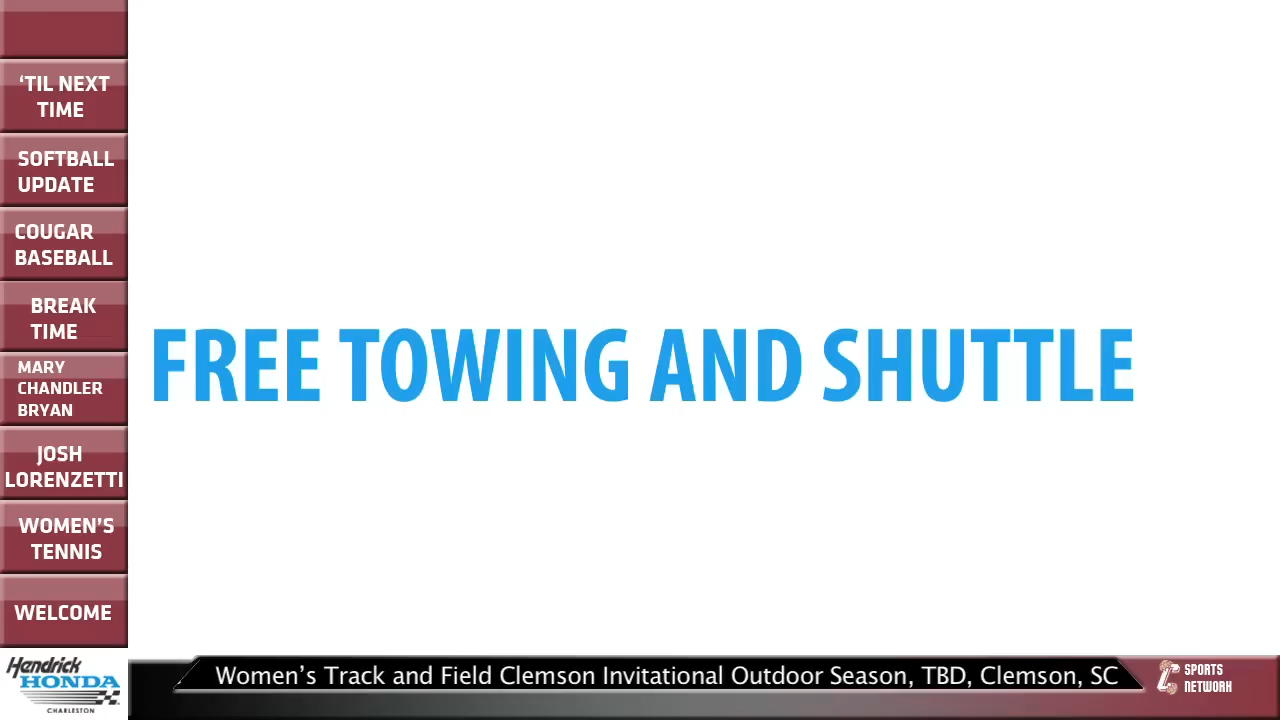 ‘TIL NEXT
TIME
SOFTBALL
UPDATE
COUGAR
BASEBALL
BREAK
TIME
MARY
CHANDLER
BRYAN
JOSH
LORENZETTI
WOMEN’S
TENNIS
WELCOME
Hendrick
HONDA
CHARLESTON
FREE TOWING AND SHUTTLE
Women’s Track and Field Clemson Invitational Outdoor Season, TBD, Clemson, SC
C SPORTS
NETWORK